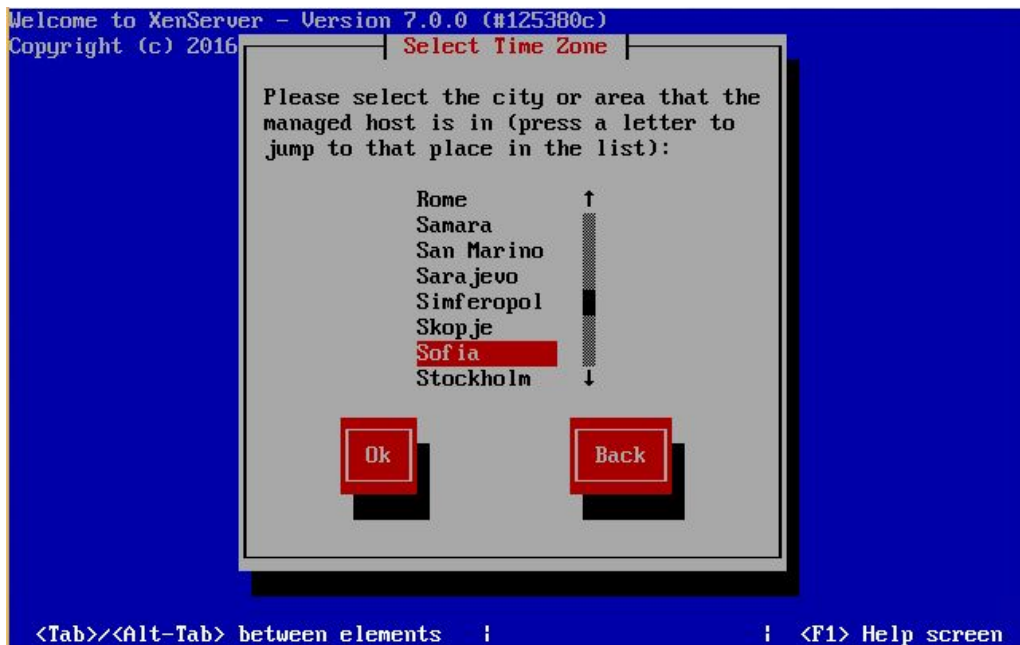 Welcome to XenServer - Version 7.0.0 (#125380c)
Copyright (c) 2016
Select Time Zone
Please select the city or area that the
managed host is in (press a letter to
jump to that place in the list):
Rome
Samara
San Marino
Sarajevo
Simferopol
Skopje
Sofia
Stockholm
Ok Back
<Tab>/<Alt-Tab> between elements | | <F1> Help screen